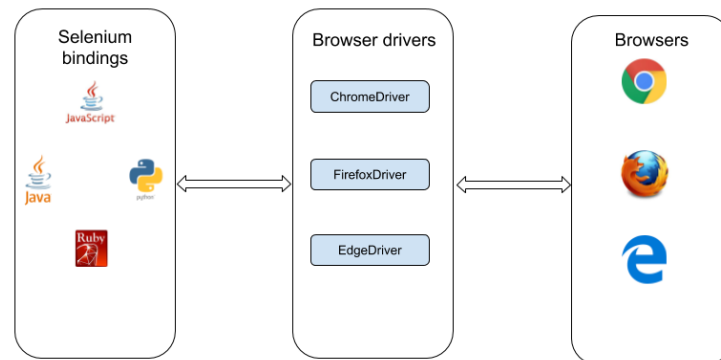 Selenium
bindings
JavaScript
Java
python
Ruby
Browser drivers
ChromeDriver
FirefoxDriver
EdgeDriver
Browsers